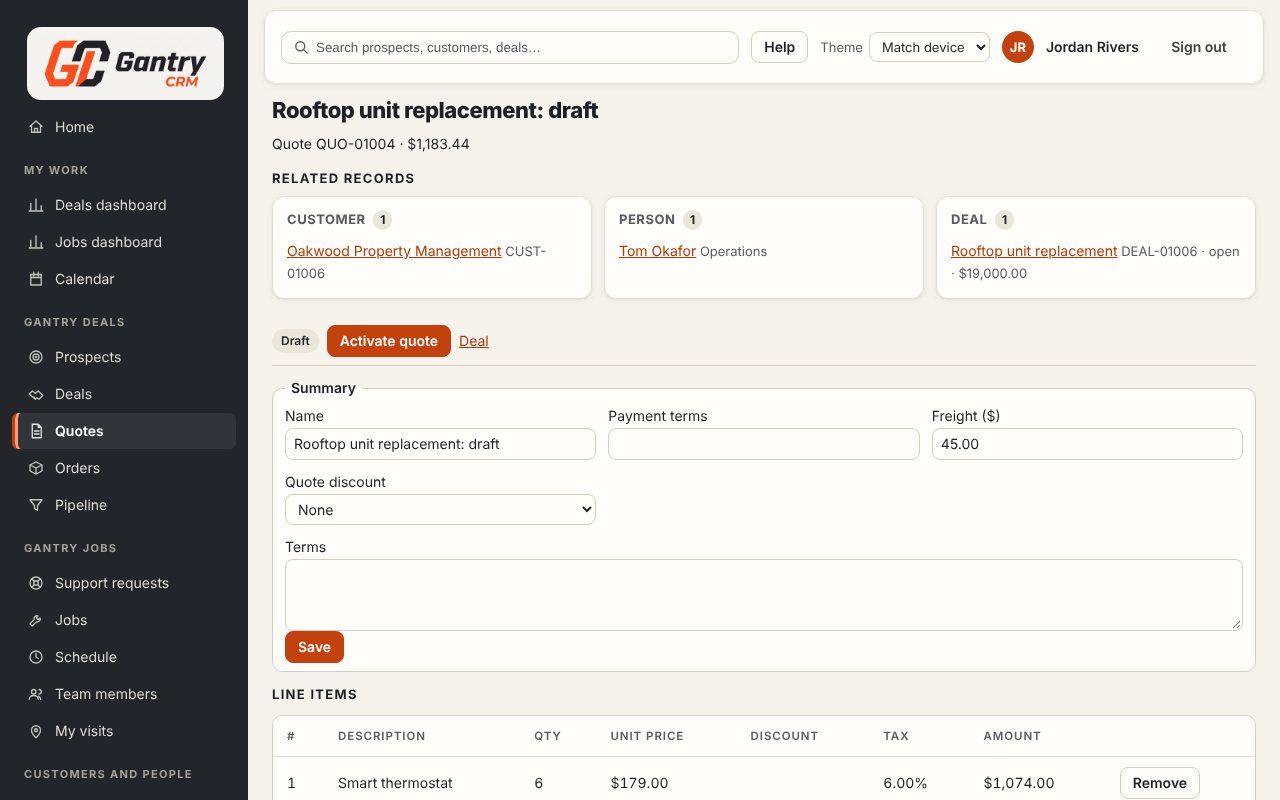 Gantry
CRM
Home
MY WORK
Deals dashboard
Jobs dashboard
Calendar
GANTRY DEALS
Prospects
Deals
Quotes
Orders
Pipeline
GANTRY JOBS
Support requests
Jobs
Schedule
Team members
My visits
CUSTOMERS AND PEOPLE
Search prospects, customers, deals…
Help
Theme
Match device
JR
Jordan Rivers
Sign out
Rooftop unit replacement: draft
Quote QUO-01004 · $1,183.44
RELATED RECORDS
CUSTOMER 1
Oakwood Property Management CUST-
01006
PERSON 1
Tom Okafor Operations
DEAL 1
Rooftop unit replacement DEAL-01006 · open
· $19,000.00
Draft
Activate quote
Deal
Summary
Name
Rooftop unit replacement: draft
Payment terms
Freight ($)
45.00
Quote discount
None
Terms
Save
LINE ITEMS
# DESCRIPTION QTY UNIT PRICE DISCOUNT TAX AMOUNT
1 Smart thermostat 6 $179.00 6.00% $1,074.00 Remove